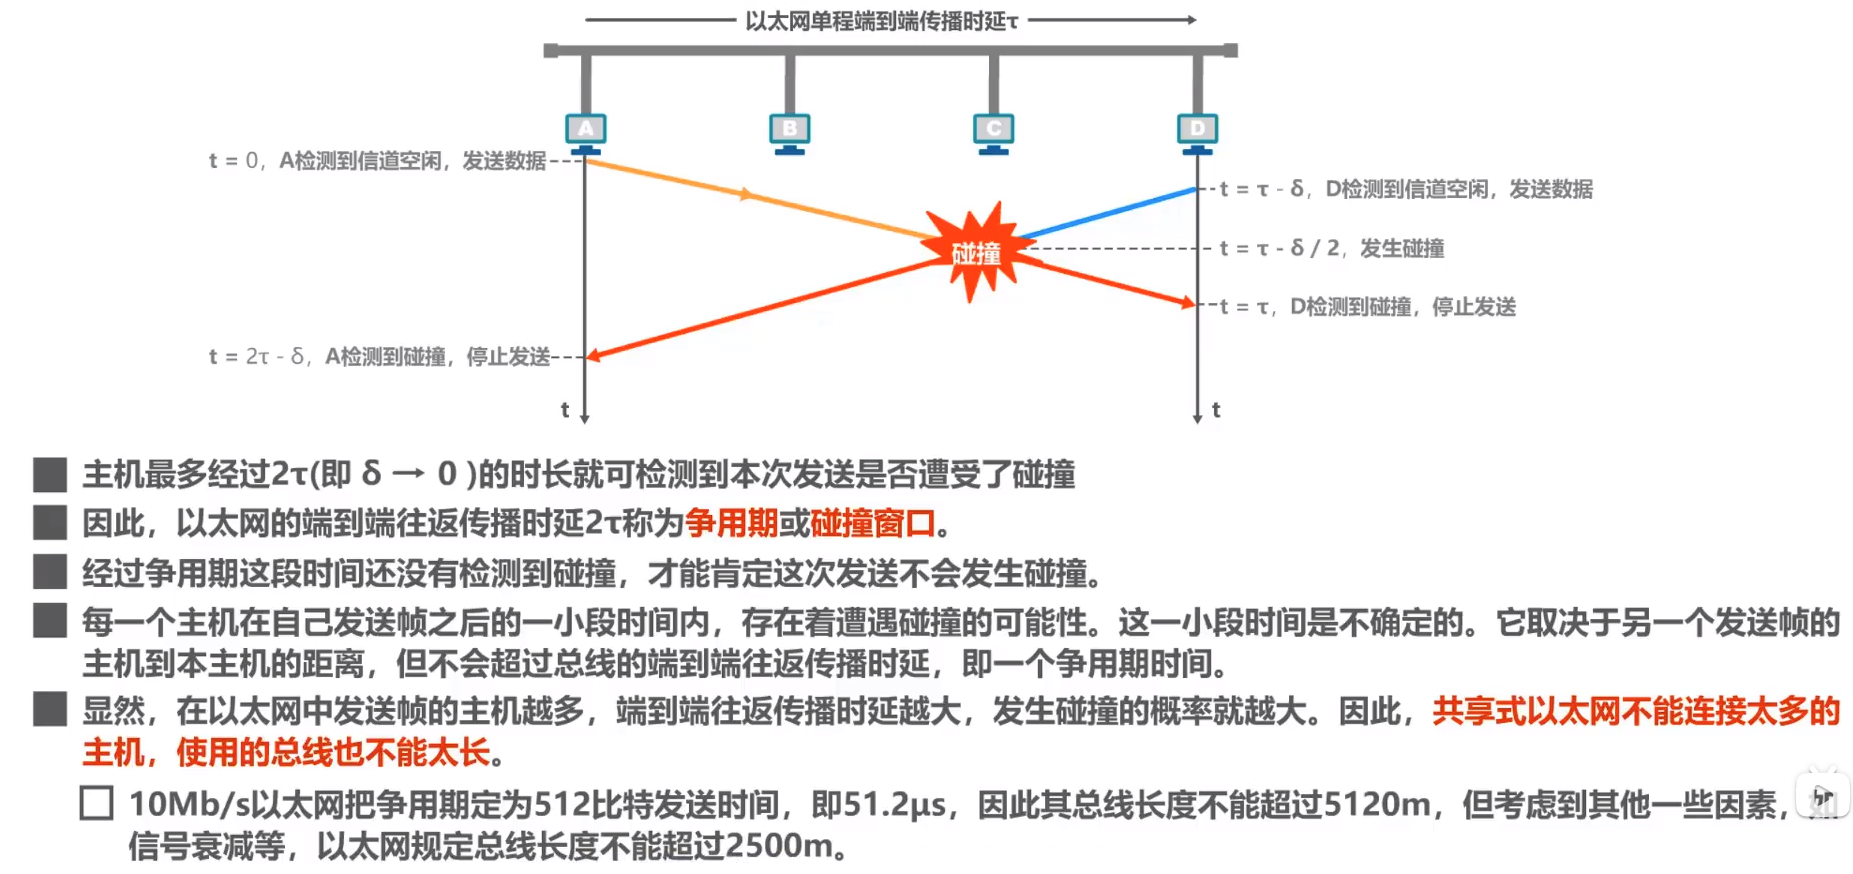 以太网单程端到端传播时延τ
A B C D
t = 0，A检测到信道空闲，发送数据
t = τ - δ，D检测到信道空闲，发送数据
碰撞
t = τ - δ / 2，发生碰撞
t = τ，D检测到碰撞，停止发送
t = 2τ - δ，A检测到碰撞，停止发送
t t
主机最多经过2τ(即 δ → 0 )的时长就可检测到本次发送是否遭受了碰撞
因此，以太网的端到端往返传播时延2τ称为争用期或碰撞窗口。
经过争用期这段时间还没有检测到碰撞，才能肯定这次发送不会发生碰撞。
每一个主机在自己发送帧之后的一小段时间内，存在着遭遇碰撞的可能性。这一小段时间是不确定的。它取决于另一个发送帧的
主机到本主机的距离，但不会超过总线的端到端往返传播时延，即一个争用期时间。
显然，在以太网中发送帧的主机越多，端到端往返传播时延越大，发生碰撞的概率就越大。因此，共享式以太网不能连接太多的
主机，使用的总线也不能太长。
10Mb/s以太网把争用期定为512比特发送时间，即51.2μs，因此其总线长度不能超过5120m，但考虑到其他一些因素，
信号衰减等，以太网规定总线长度不能超过2500m。